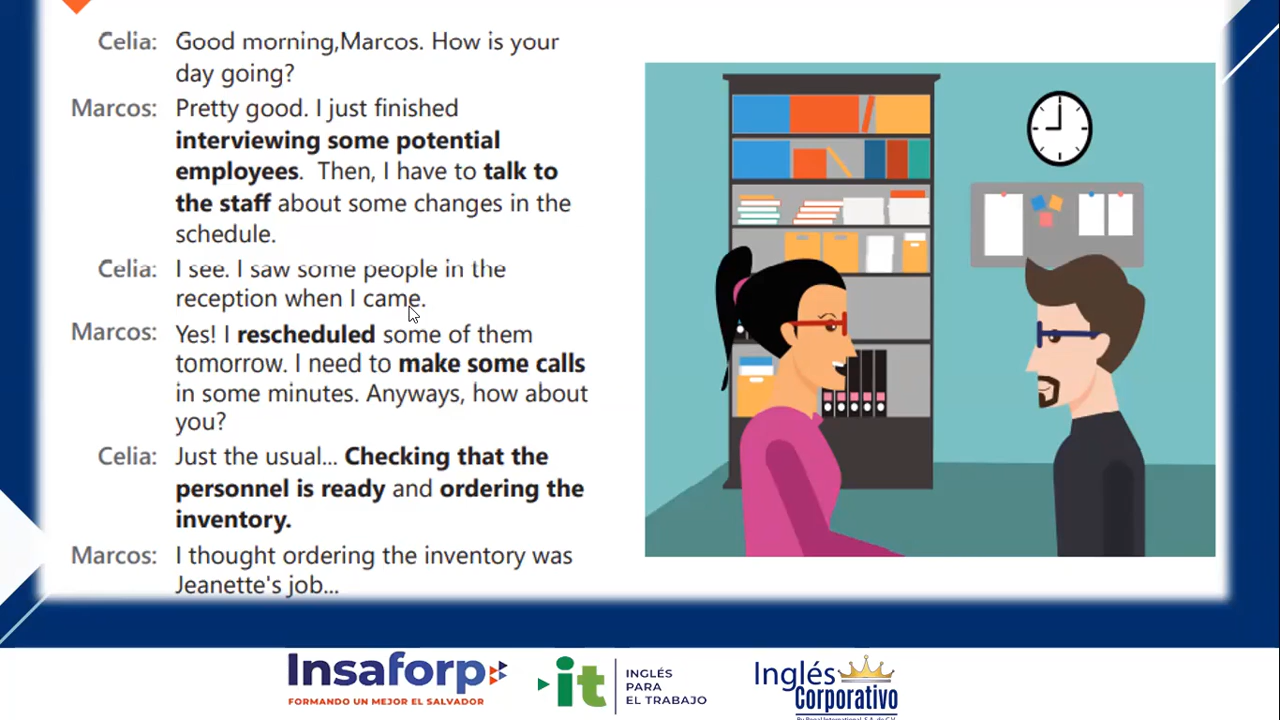 Celia: Good morning,Marcos. How is your
day going?
Marcos: Pretty good. I just finished
interviewing some potential
employees. Then, I have to talk to
the staff about some changes in the
schedule.
Celia: I see. I saw some people in the
reception when I came.
Marcos: Yes! I rescheduled some of them
tomorrow. I need to make some calls
in some minutes. Anyways, how about
you?
Celia: Just the usual... Checking that the
personnel is ready and ordering the
inventory.
Marcos: I thought ordering the inventory was
Jeanette's job...
Insaforp
FORMANDO UN MEJOR EL SALVADOR
it
INGLÉS
PARA
EL TRABAJO
Inglés
Corporativo